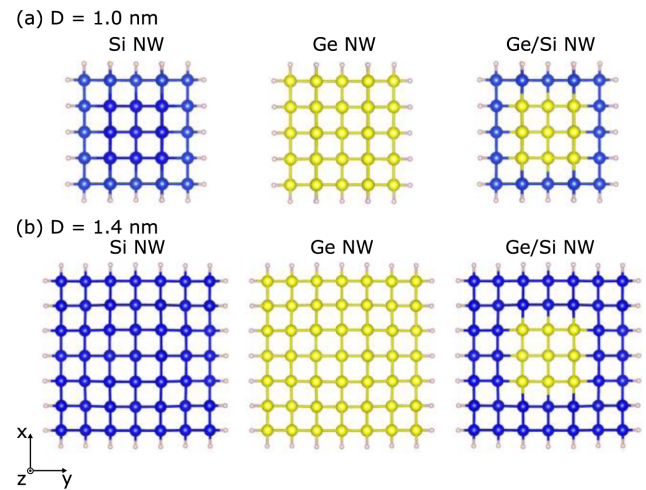 (a) D = 1.0 nm
Si NW
Ge NW
Ge/Si NW
(b) D = 1.4 nm
Si NW
Ge NW
Ge/Si NW
x
z
y